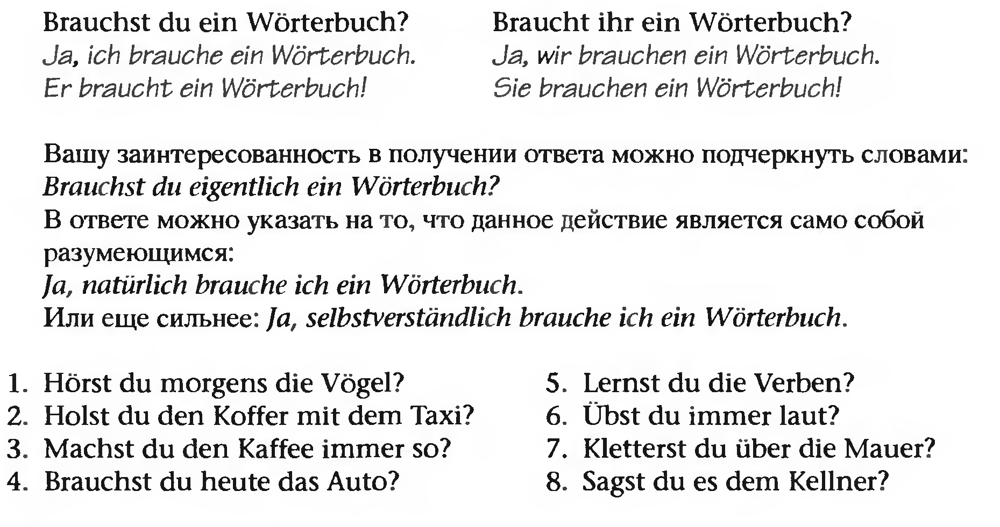 Brauchst du ein Wörterbuch?
Ja, ich brauche ein Wörterbuch.
Er braucht ein Wörterbuch!
Braucht ihr ein Wörterbuch?
Ja, wir brauchen ein Wörterbuch.
Sie brauchen ein Wörterbuch!
Вашу заинтересованность в получении ответа можно подчеркнуть словами:
Brauchst du eigentlich ein Wörterbuch?
В ответе можно указать на то, что данное действие является само собой
разумеющимся:
Ja, natürlich brauche ich ein Wörterbuch.
Или еще сильнее: Ja, selbstverständlich brauche ich ein Wörterbuch.
1. Hörst du morgens die Vögel?
2. Holst du den Koffer mit dem Taxi?
3. Machst du den Kaffee immer so?
4. Brauchst du heute das Auto?
5. Lernst du die Verben?
6. Übst du immer laut?
7. Kletterst du über die Mauer?
8. Sagst du es dem Kellner?